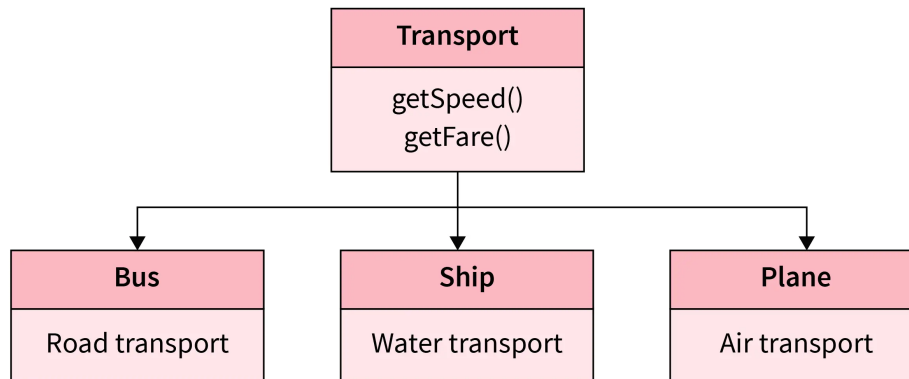 Transport
getSpeed()
getFare()
Bus
Ship
Plane
Road transport
Water transport
Air transport